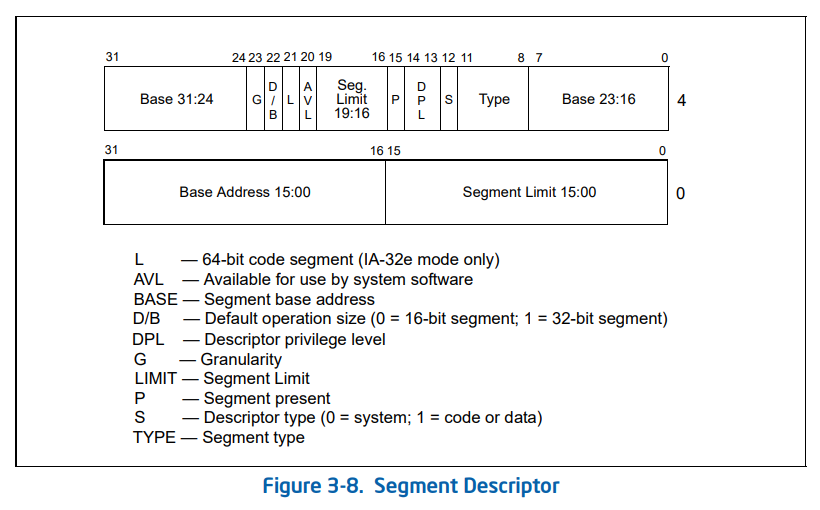 31 24 23 22 21 20 19 16 15 14 13 12 11 8 7 0
Base 31:24 G D/B L AVL Seg. Limit 19:16 P DPL S Type Base 23:16 4
31 16 15 0
Base Address 15:00 Segment Limit 15:00 0
L — 64-bit code segment (IA-32e mode only)
AVL — Available for use by system software
BASE — Segment base address
D/B — Default operation size (0 = 16-bit segment; 1 = 32-bit segment)
DPL — Descriptor privilege level
G — Granularity
LIMIT — Segment Limit
P — Segment present
S — Descriptor type (0 = system; 1 = code or data)
TYPE — Segment type
Figure 3-8. Segment Descriptor